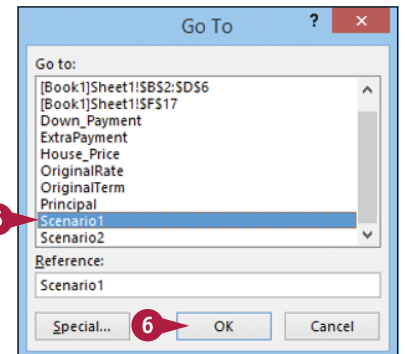 Go To
?
×
Go to:
[Book1]Sheet1!$B$2:$D$6
[Book1]Sheet1!$F$17
Down_Payment
ExtraPayment
House_Price
OriginalRate
OriginalTerm
Principal
Scenario1
Scenario2
Reference:
Scenario1
Special...
6
OK
Cancel